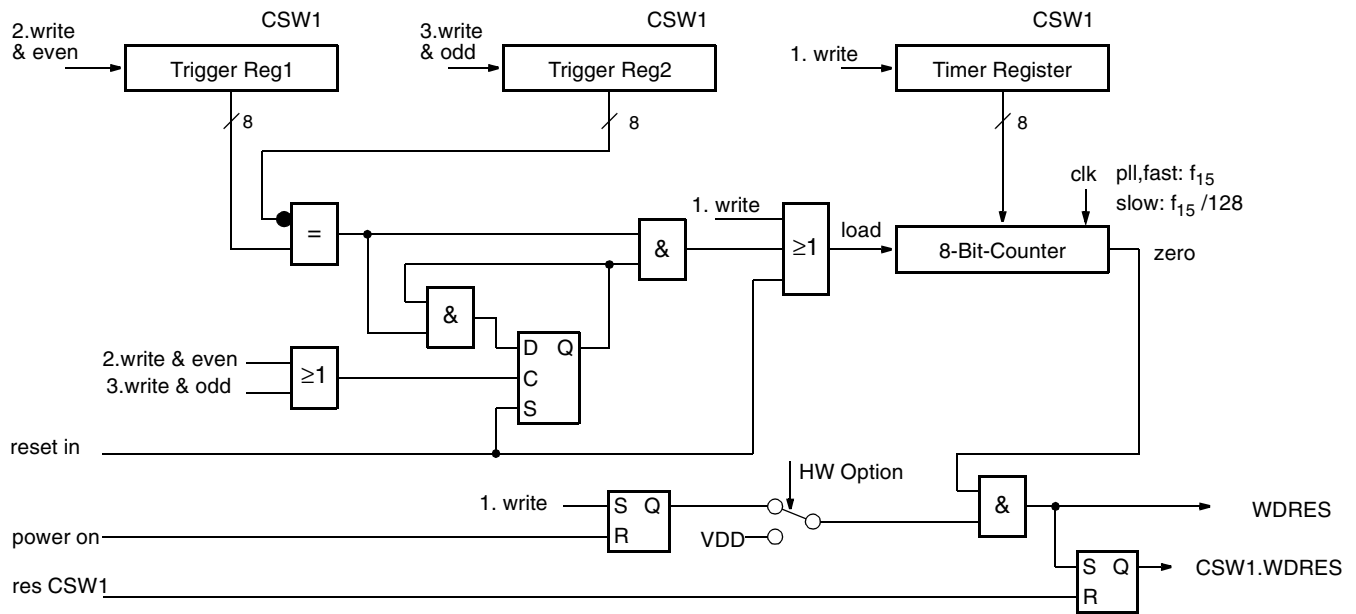 CSW1
CSW1
CSW1
2.write
& even
Trigger Reg1
3.write
& odd
Trigger Reg2
1. write
Timer Register
8
8
8
clk
pll,fast: f15
slow: f15 /128
1. write
=
&
≥1
load
8-Bit-Counter
zero
&
D Q
C
S
2.write & even
3.write & odd
≥1
reset in
HW Option
1. write
S Q
R
&
WDRES
power on
VDD
S Q
R
CSW1.WDRES
res CSW1